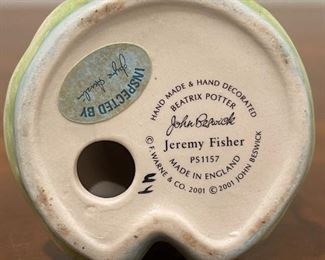 INSPECTED BY
HAND MADE & HAND DECORATED
BEATRIX POTTER
John Beswick
Jeremy Fisher
PS1157
MADE IN ENGLAND
© F. WARNE & CO. 2001 © 2001 JOHN BESWICK